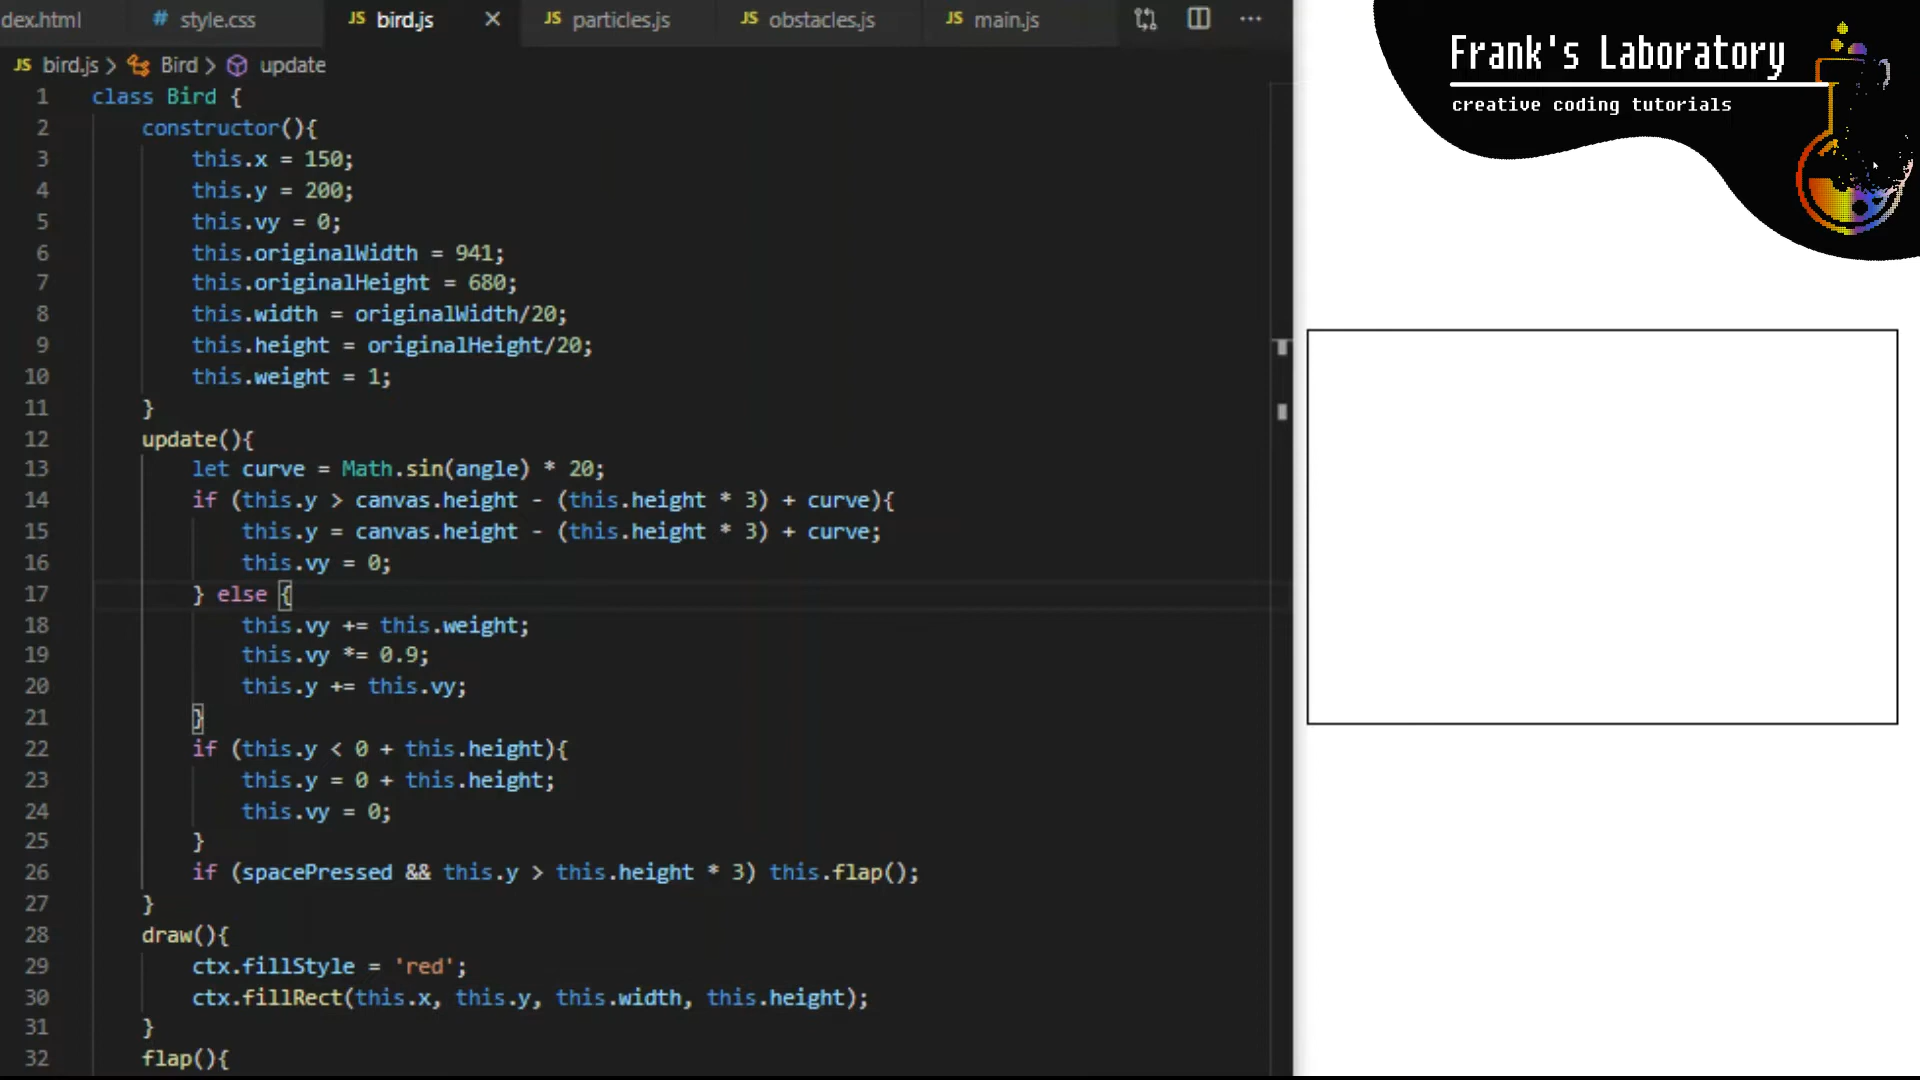 dex.html # style.css JS bird.js × JS particles.js JS obstacles.js JS main.js ···
JS bird.js > Bird > update
1 class Bird {
2 constructor(){
3 this.x = 150;
4 this.y = 200;
5 this.vy = 0;
6 this.originalWidth = 941;
7 this.originalHeight = 680;
8 this.width = originalWidth/20;
9 this.height = originalHeight/20;
10 this.weight = 1;
11 }
12 update(){
13 let curve = Math.sin(angle) * 20;
14 if (this.y > canvas.height - (this.height * 3) + curve){
15 this.y = canvas.height - (this.height * 3) + curve;
16 this.vy = 0;
17 } else {
18 this.vy += this.weight;
19 this.vy *= 0.9;
20 this.y += this.vy;
21 }
22 if (this.y < 0 + this.height){
23 this.y = 0 + this.height;
24 this.vy = 0;
25 }
26 if (spacePressed && this.y > this.height * 3) this.flap();
27 }
28 draw(){
29 ctx.fillStyle = 'red';
30 ctx.fillRect(this.x, this.y, this.width, this.height);
31 }
32 flap(){
Frank's Laboratory
creative coding tutorials